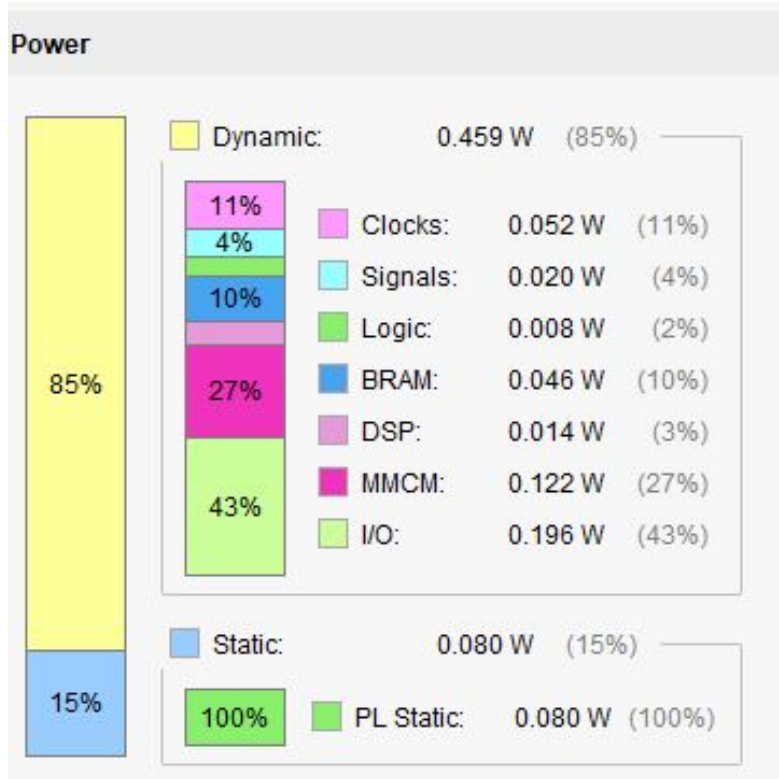 Power
Dynamic: 0.459 W (85%)
11% Clocks: 0.052 W (11%)
4% Signals: 0.020 W (4%)
Logic: 0.008 W (2%)
10% BRAM: 0.046 W (10%)
DSP: 0.014 W (3%)
85% 27% MMCM: 0.122 W (27%)
43% I/O: 0.196 W (43%)
Static: 0.080 W (15%)
15% 100% PL Static: 0.080 W (100%)